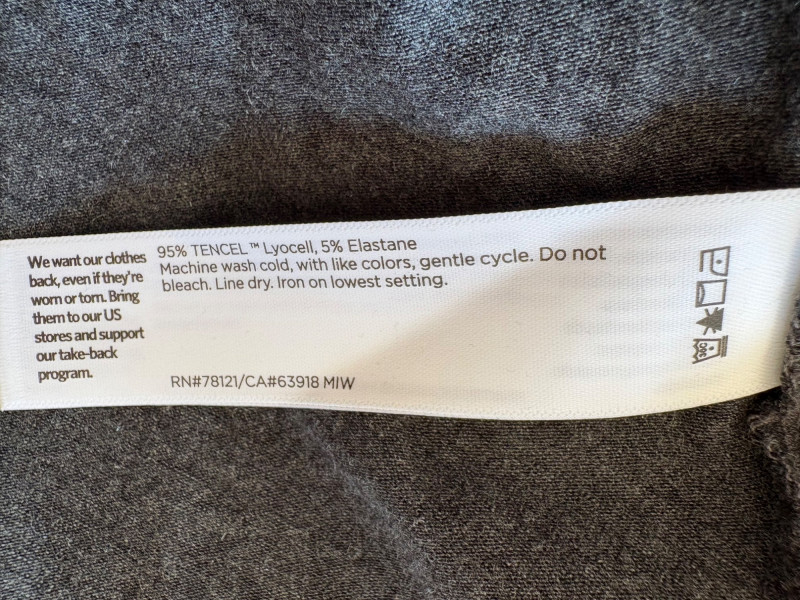 We want our clothes
back, even if they're
worn or torn. Bring
them to our US
stores and support
our take-back
program.
95% TENCEL™ Lyocell, 5% Elastane
Machine wash cold, with like colors, gentle cycle. Do not
bleach. Line dry. Iron on lowest setting.
RN#78121/CA#63918 MIW